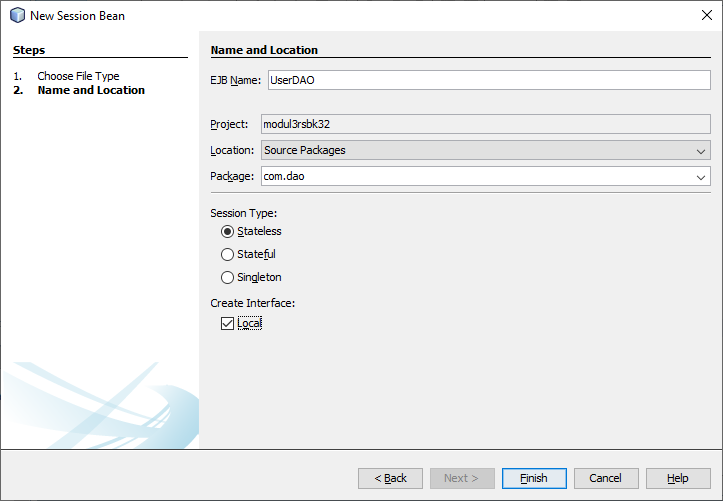 New Session Bean
Steps
1. Choose File Type
2. Name and Location
Name and Location
EJB Name: UserDAO
Project: modul3rsbk32
Location: Source Packages
Package: com.dao
Session Type:
Stateless
Stateful
Singleton
Create Interface:
Local
< Back Next > Finish Cancel Help